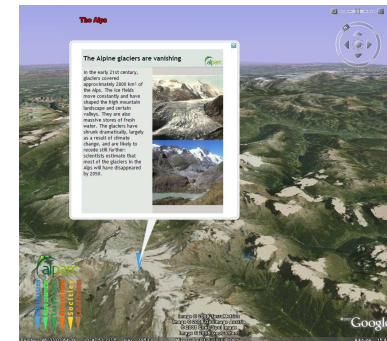 The Alps
The Alpine glaciers are vanishing
alparc
In the early 21st century,
glaciers covered
approximately 2800 km² of
the Alps. The ice fields
move constantly and have
shaped the high mountain
landscape and certain
valleys. They are also
massive stores of fresh
water. The glaciers have
shrunk dramatically, largely
as a result of climate
change, and are likely to
recede still further:
scientists estimate that
most of the glaciers in the
Alps will have disappeared
by 2050.
alparc
Google